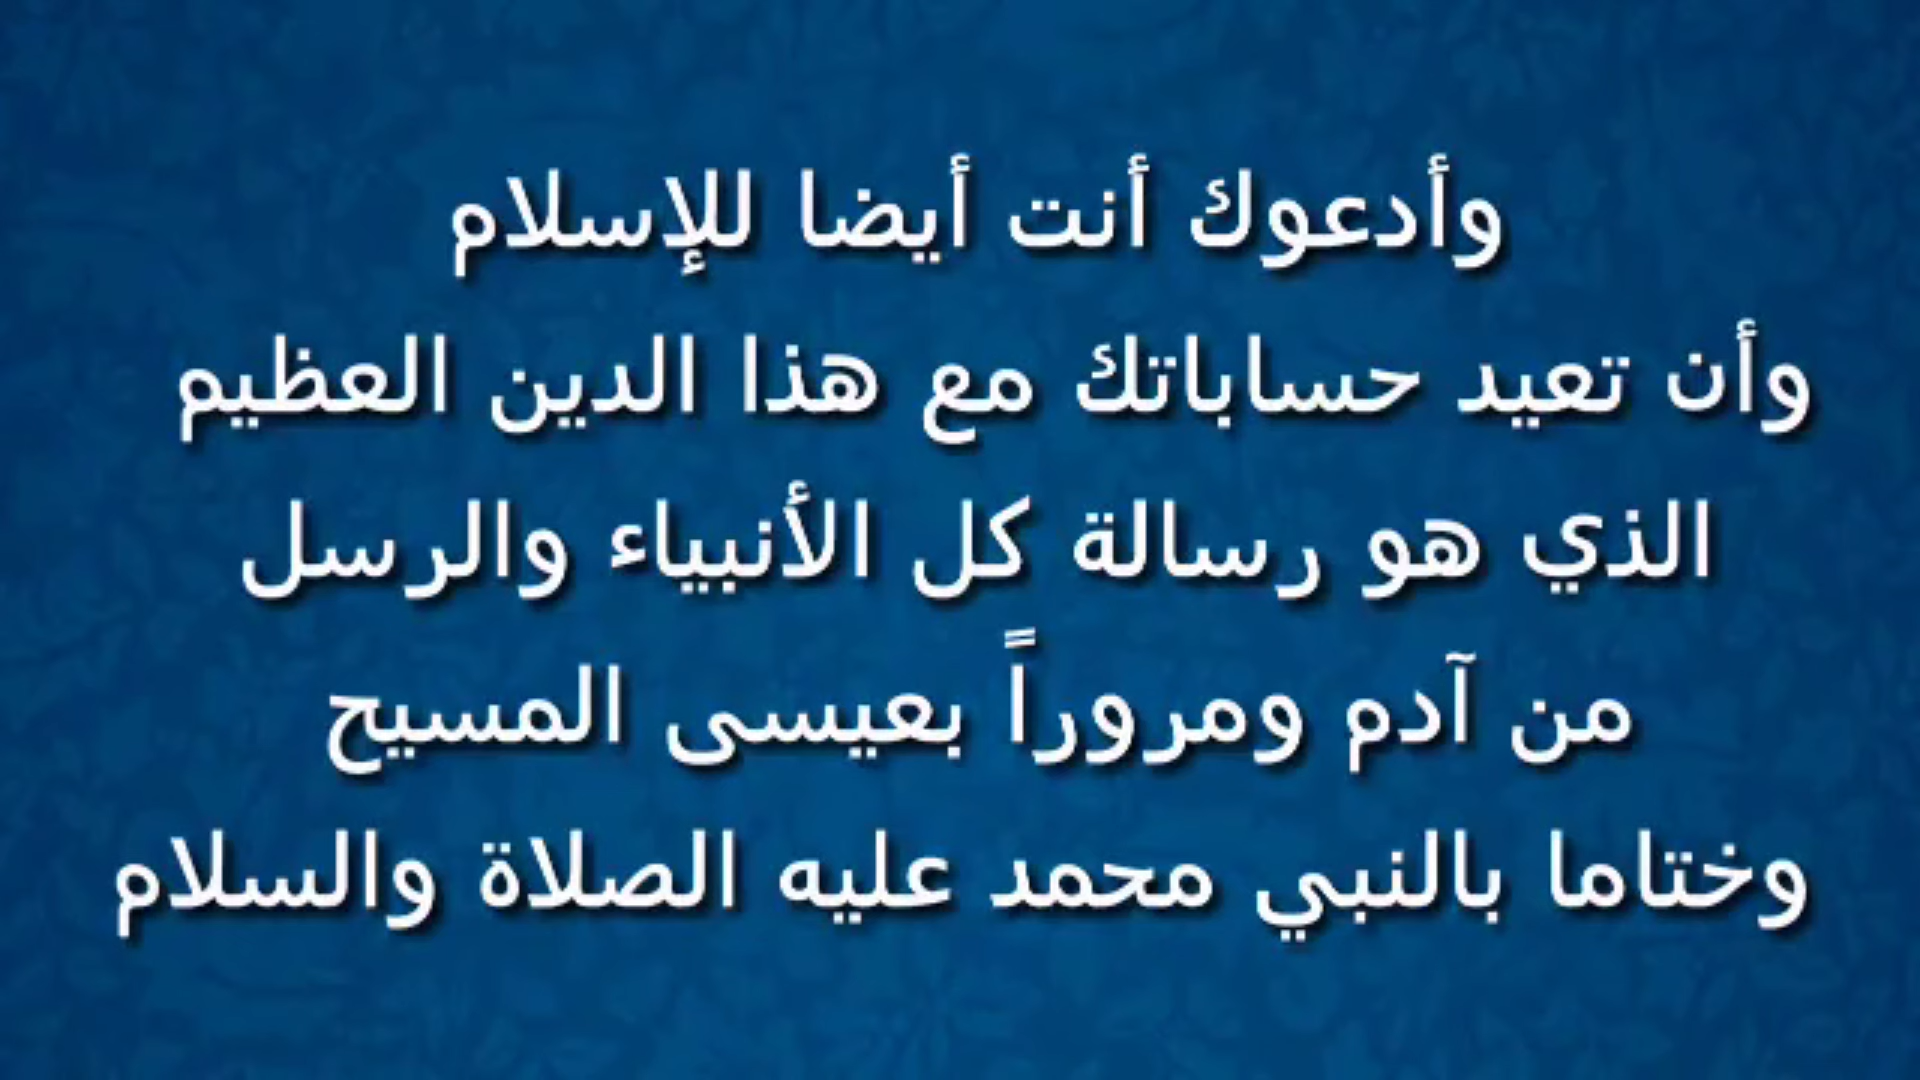 وأدعوك أنت أيضا للإسلام
وأن تعيد حساباتك مع هذا الدين العظيم
الذي هو رسالة كل الأنبياء والرسل
من آدم ومروراً بعيسى المسيح
وختاما بالنبي محمد عليه الصلاة والسلام